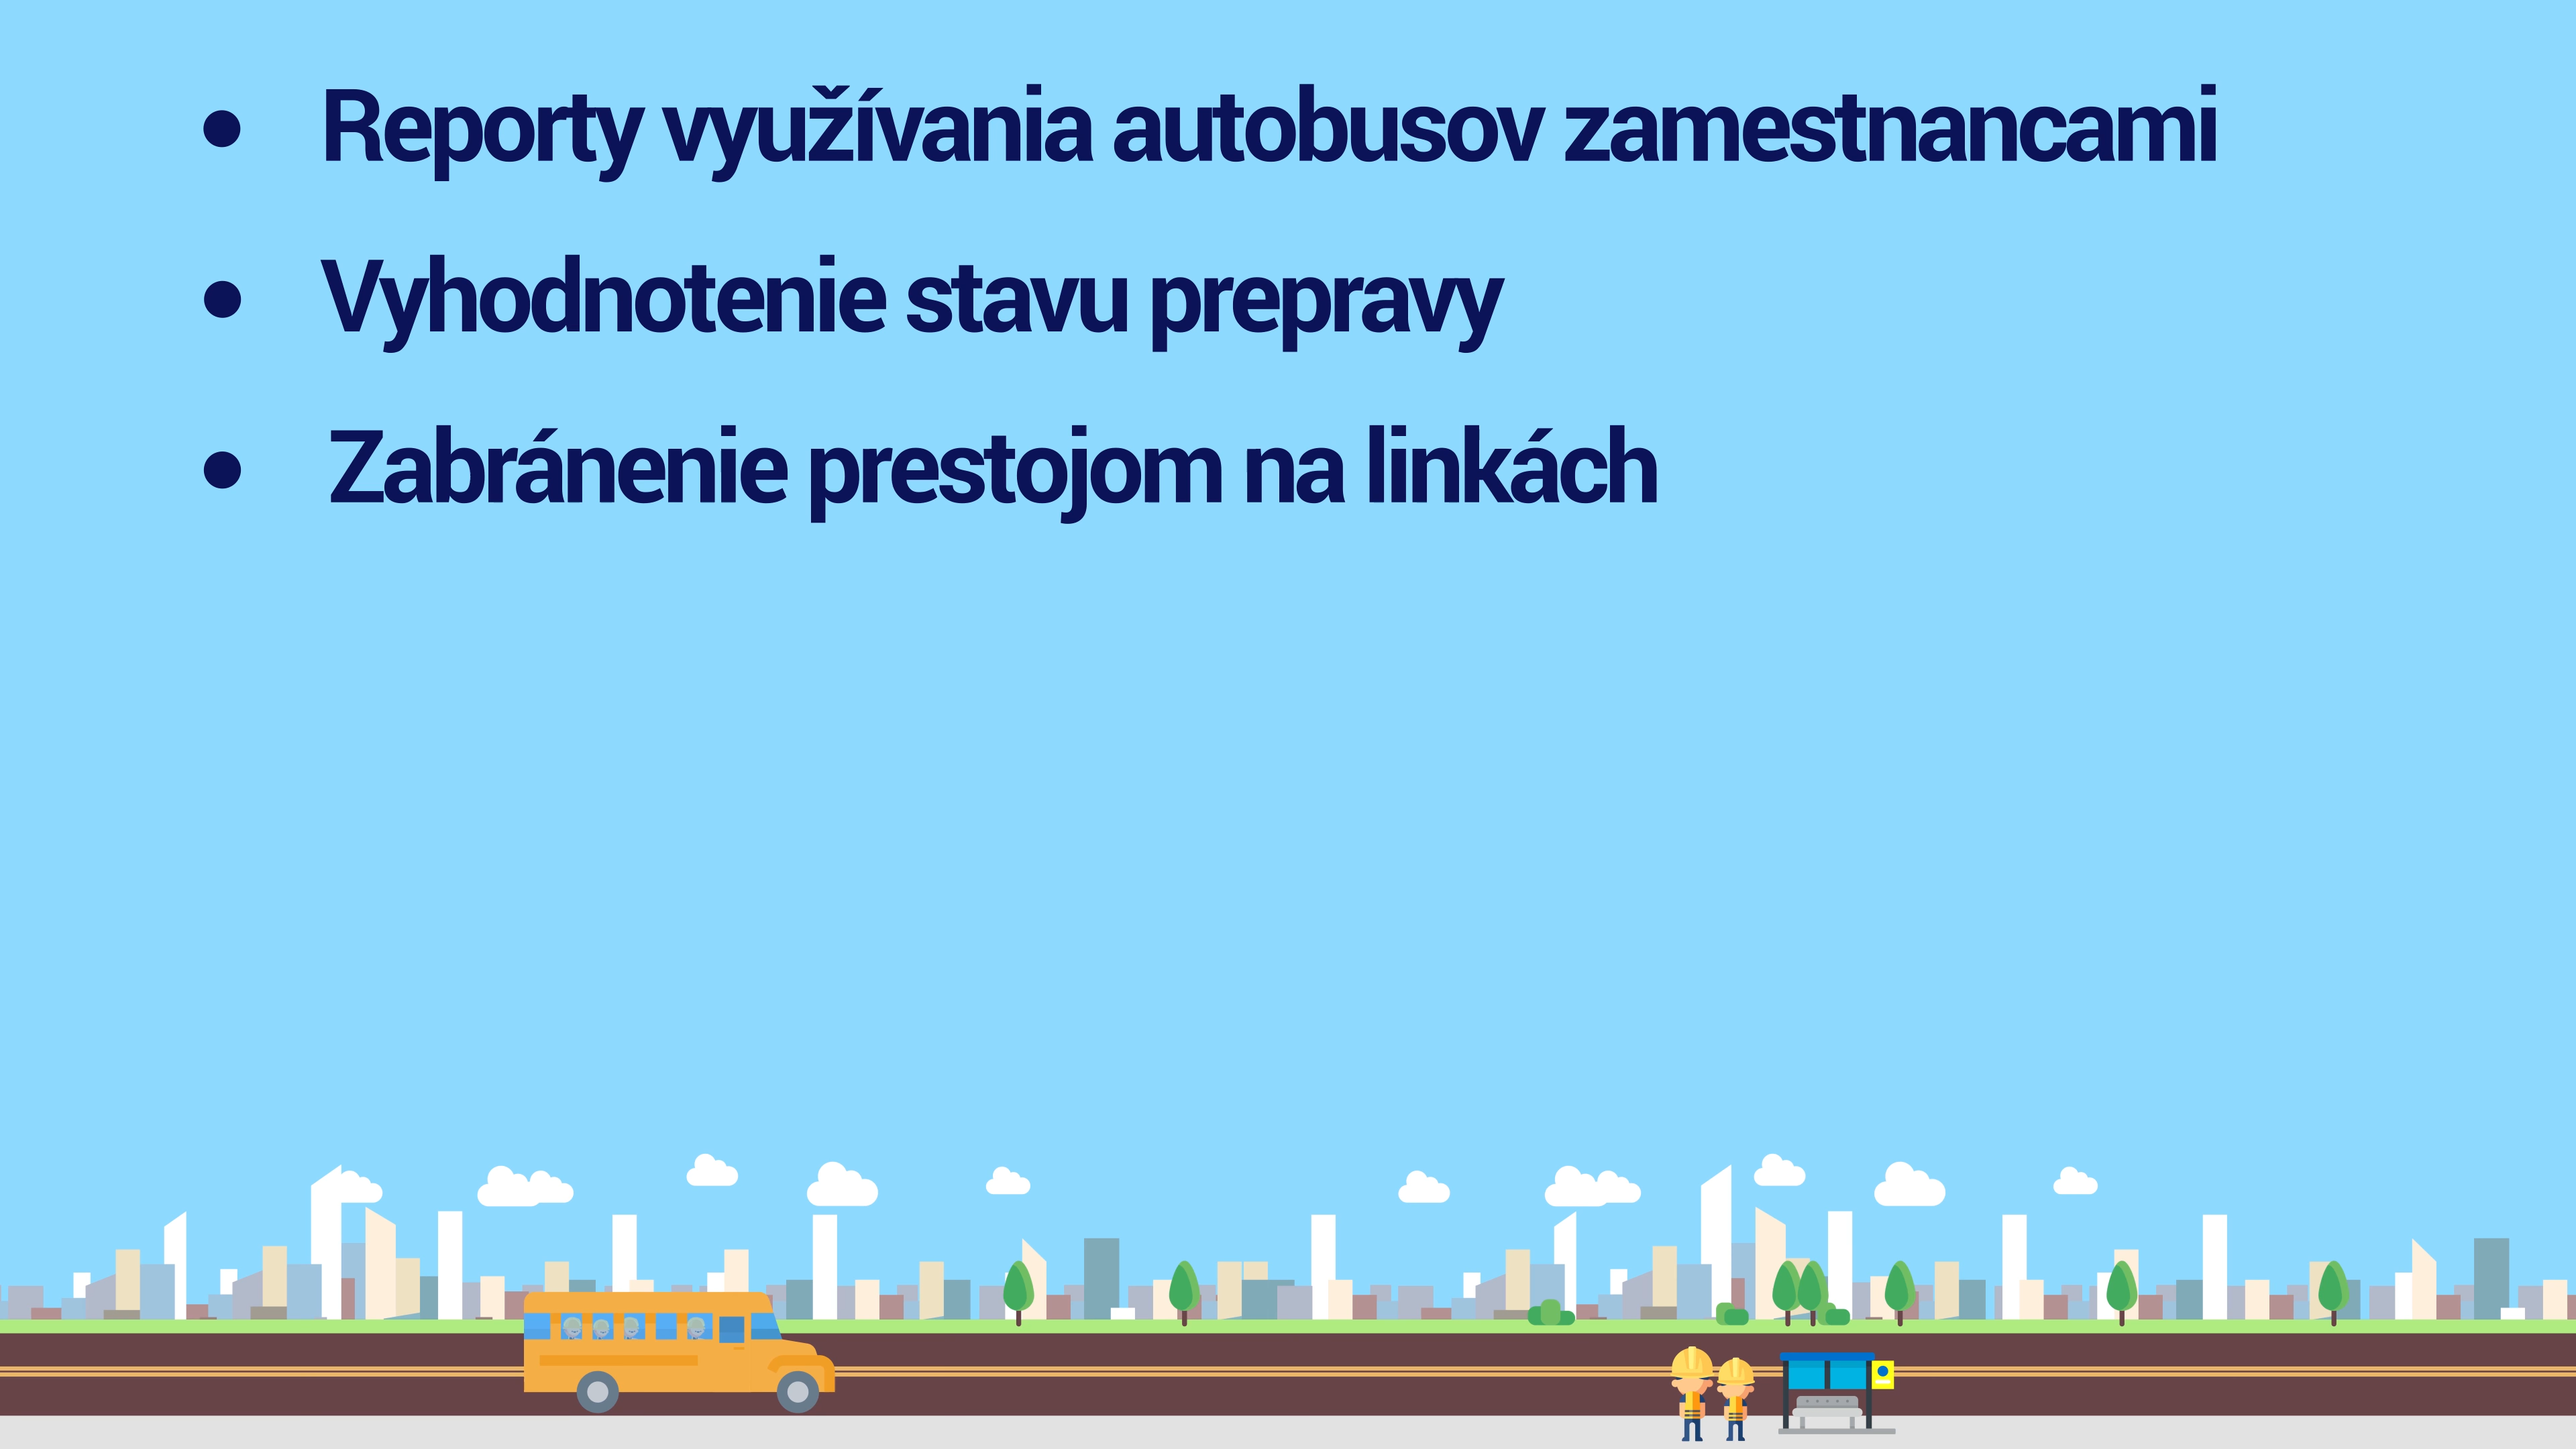 • Reporty využívania autobusov zamestnancami
• Vyhodnotenie stavu prepravy
• Zabránenie prestojom na linkách